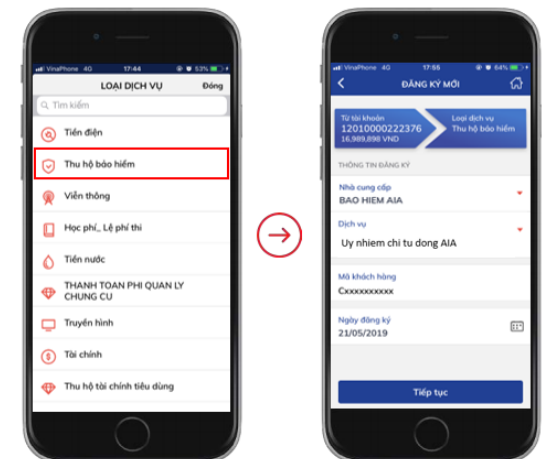 VinaPhone 4G 17:44 53%
LOẠI DỊCH VỤ Đóng
Tìm kiếm
Tiền điện
Thu hộ bảo hiểm
Viễn thông
Học phí_ Lệ phí thi
Tiền nước
THANH TOAN PHI QUAN LY
CHUNG CU
Truyền hình
Tài chính
Thu hộ tài chính tiêu dùng
VinaPhone 4G 17:55 64%
ĐĂNG KÝ MỚI
Từ tài khoản
12010000222376
16,989,898 VND
Loại dịch vụ
Thu hộ bảo hiểm
THÔNG TIN ĐĂNG KÝ
Nhà cung cấp
BAO HIEM AIA
Dịch vụ
Uy nhiem chi tu dong AIA
Mã khách hàng
Cxxxxxxxxxx
Ngày đăng ký
21/05/2019
Tiếp tục